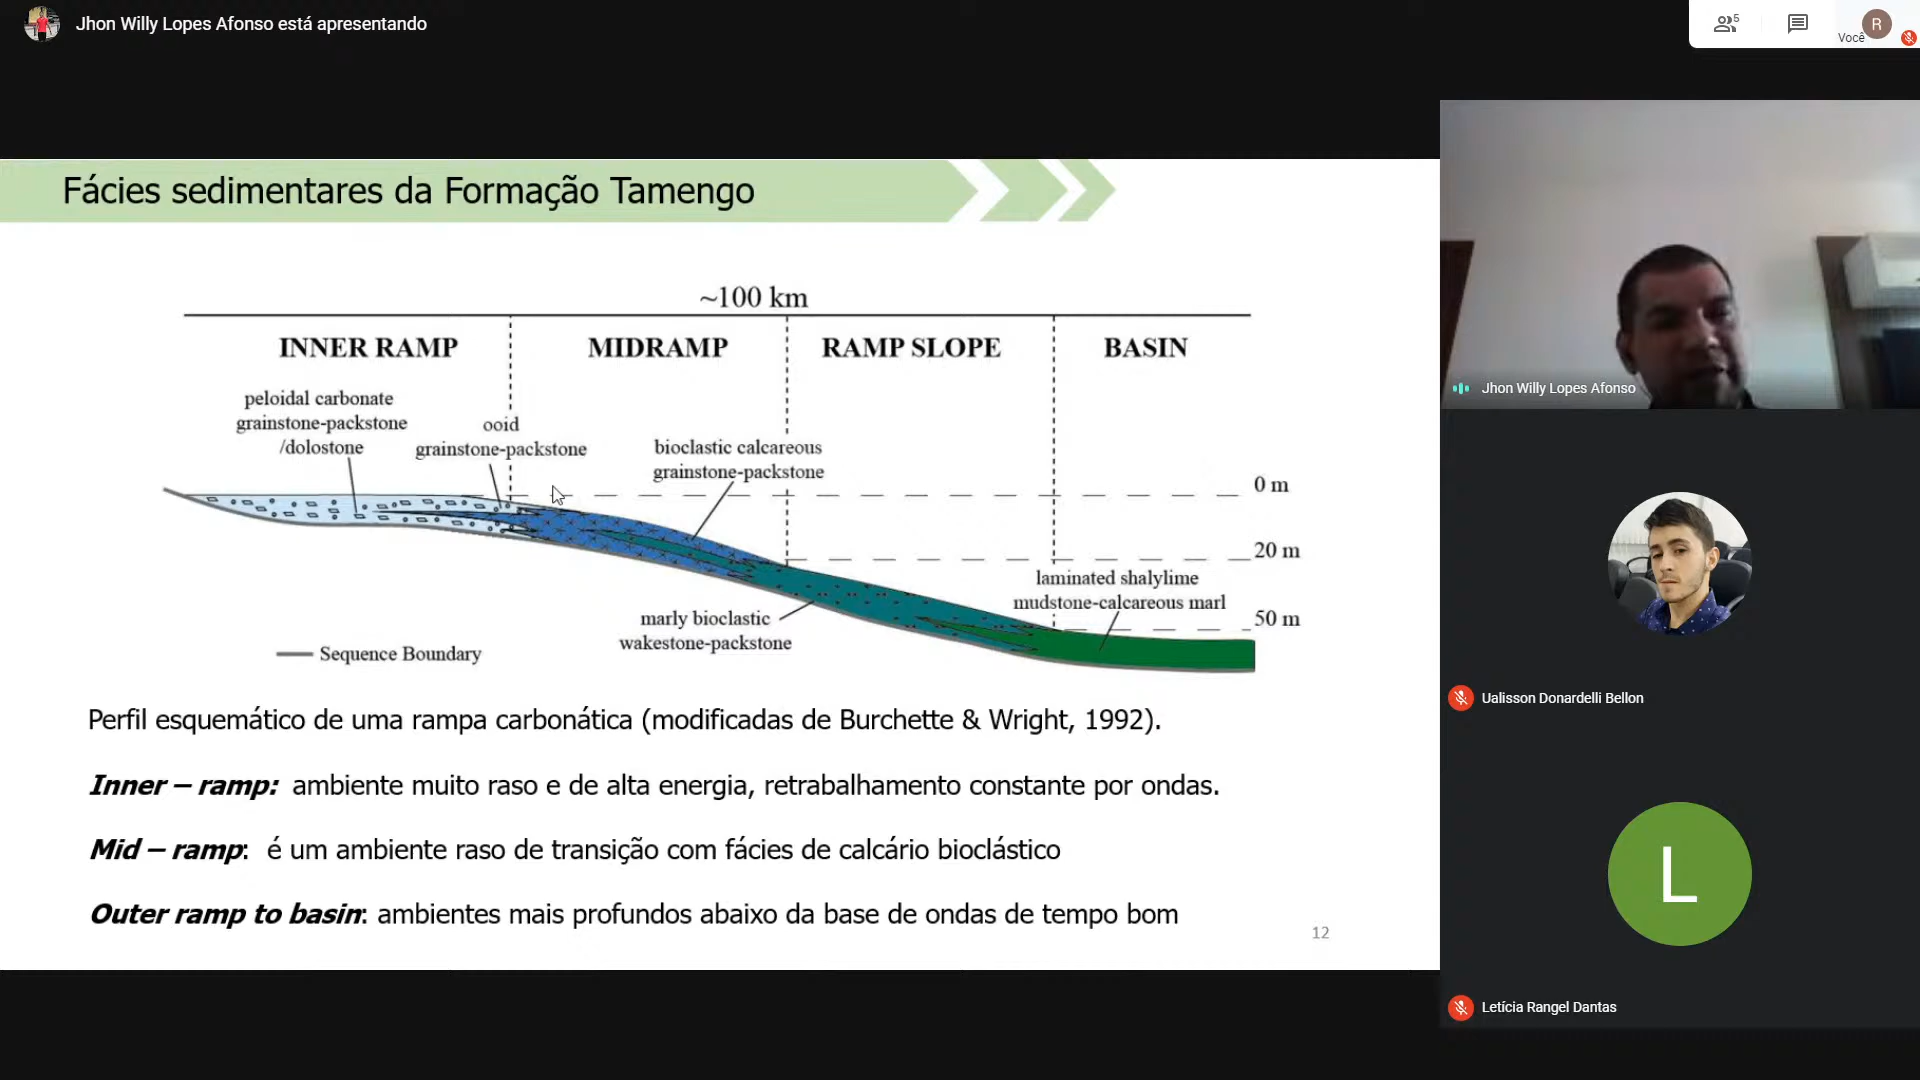 Jhon Willy Lopes Afonso está apresentando
5
Você
R
Fácies sedimentares da Formação Tamengo
~100 km
INNER RAMP
MIDRAMP
RAMP SLOPE
BASIN
peloidal carbonate
grainstone-packstone
/dolostone
ooid
grainstone-packstone
bioclastic calcareous
grainstone-packstone
0 m
20 m
laminated shalylime
mudstone-calcareous marl
50 m
marly bioclastic
wakestone-packstone
Sequence Boundary
Perfil esquemático de uma rampa carbonática (modificadas de Burchette & Wright, 1992).
Inner – ramp: ambiente muito raso e de alta energia, retrabalhamento constante por ondas.
Mid – ramp: é um ambiente raso de transição com fácies de calcário bioclástico
Outer ramp to basin: ambientes mais profundos abaixo da base de ondas de tempo bom
12
Jhon Willy Lopes Afonso
Ualisson Donardelli Bellon
L
Letícia Rangel Dantas